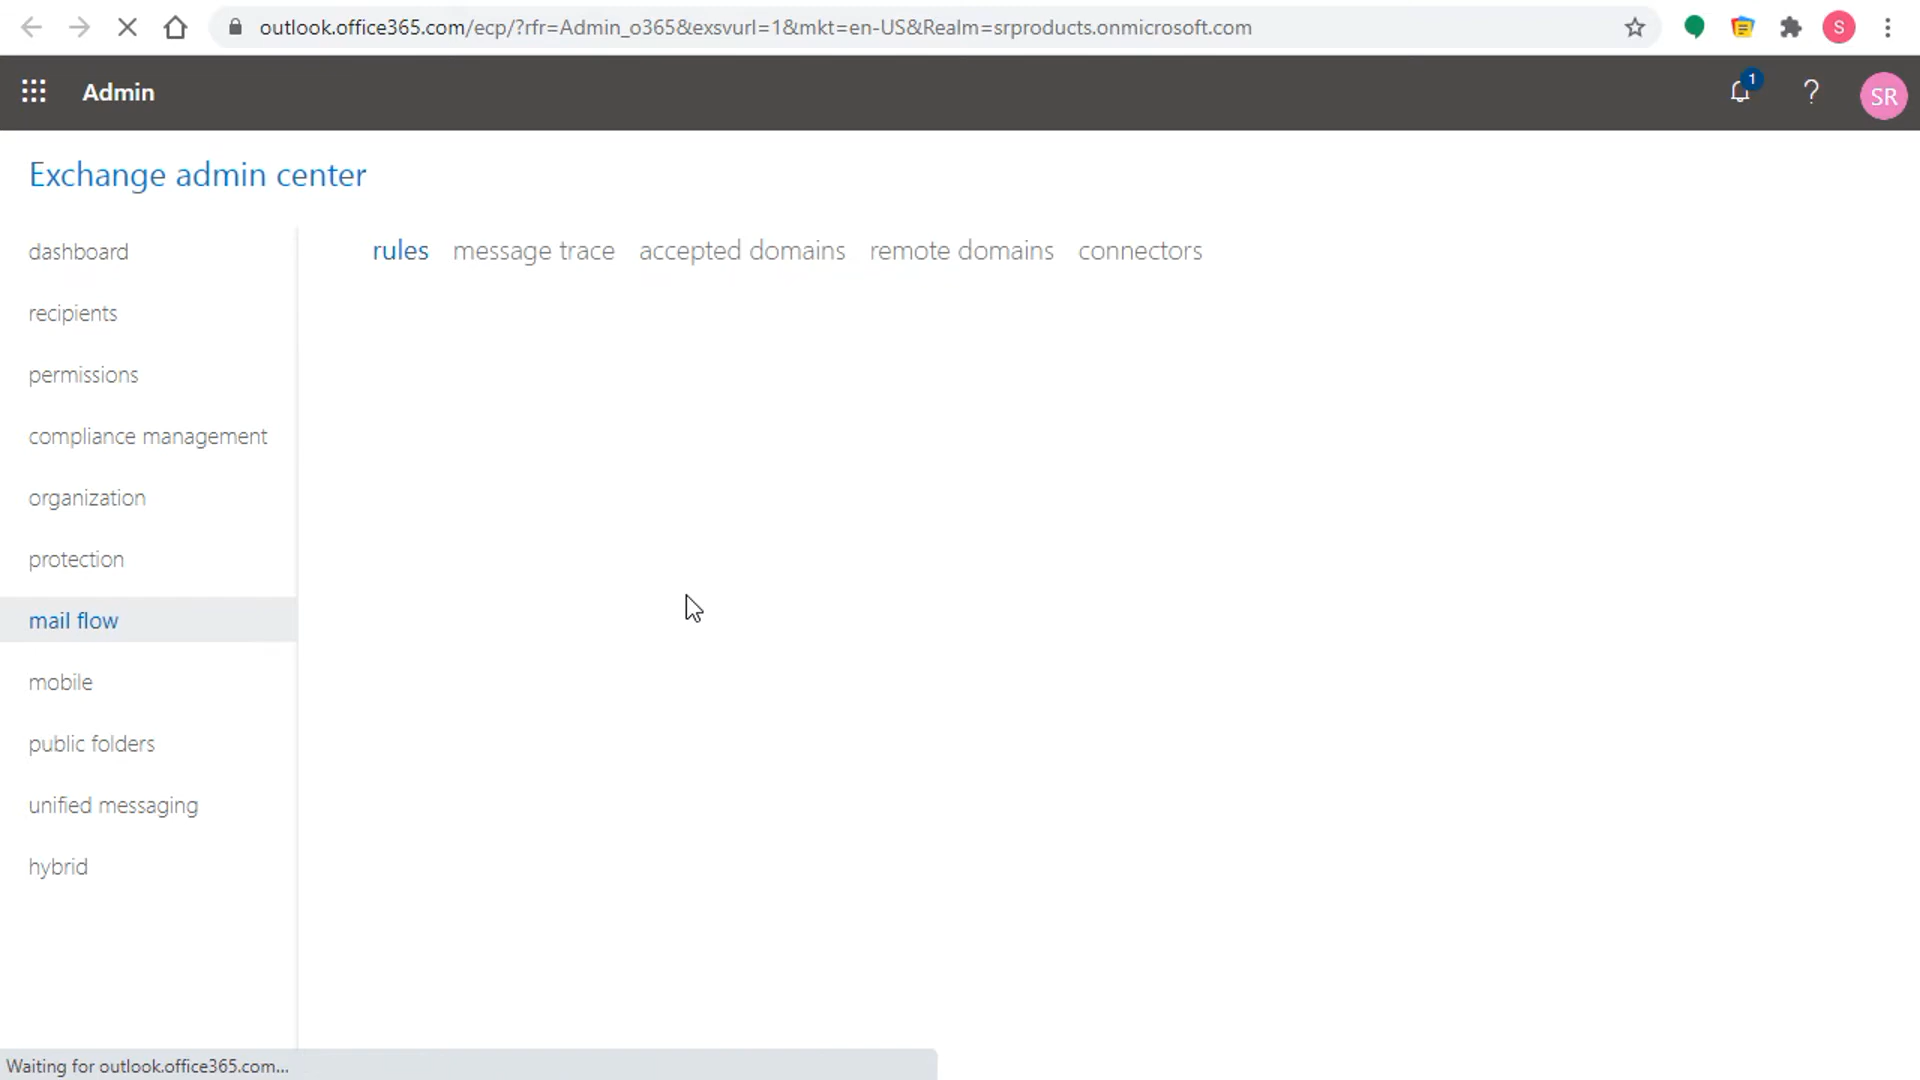 outlook.office365.com/ecp/?rfr=Admin_o365&exsvurl=1&mkt=en-US&Realm=srproducts.onmicrosoft.com
S
Admin
1
?
SR
Exchange admin center
dashboard
recipients
permissions
compliance management
organization
protection
mail flow
mobile
public folders
unified messaging
hybrid
rules message trace accepted domains remote domains connectors
Waiting for outlook.office365.com...